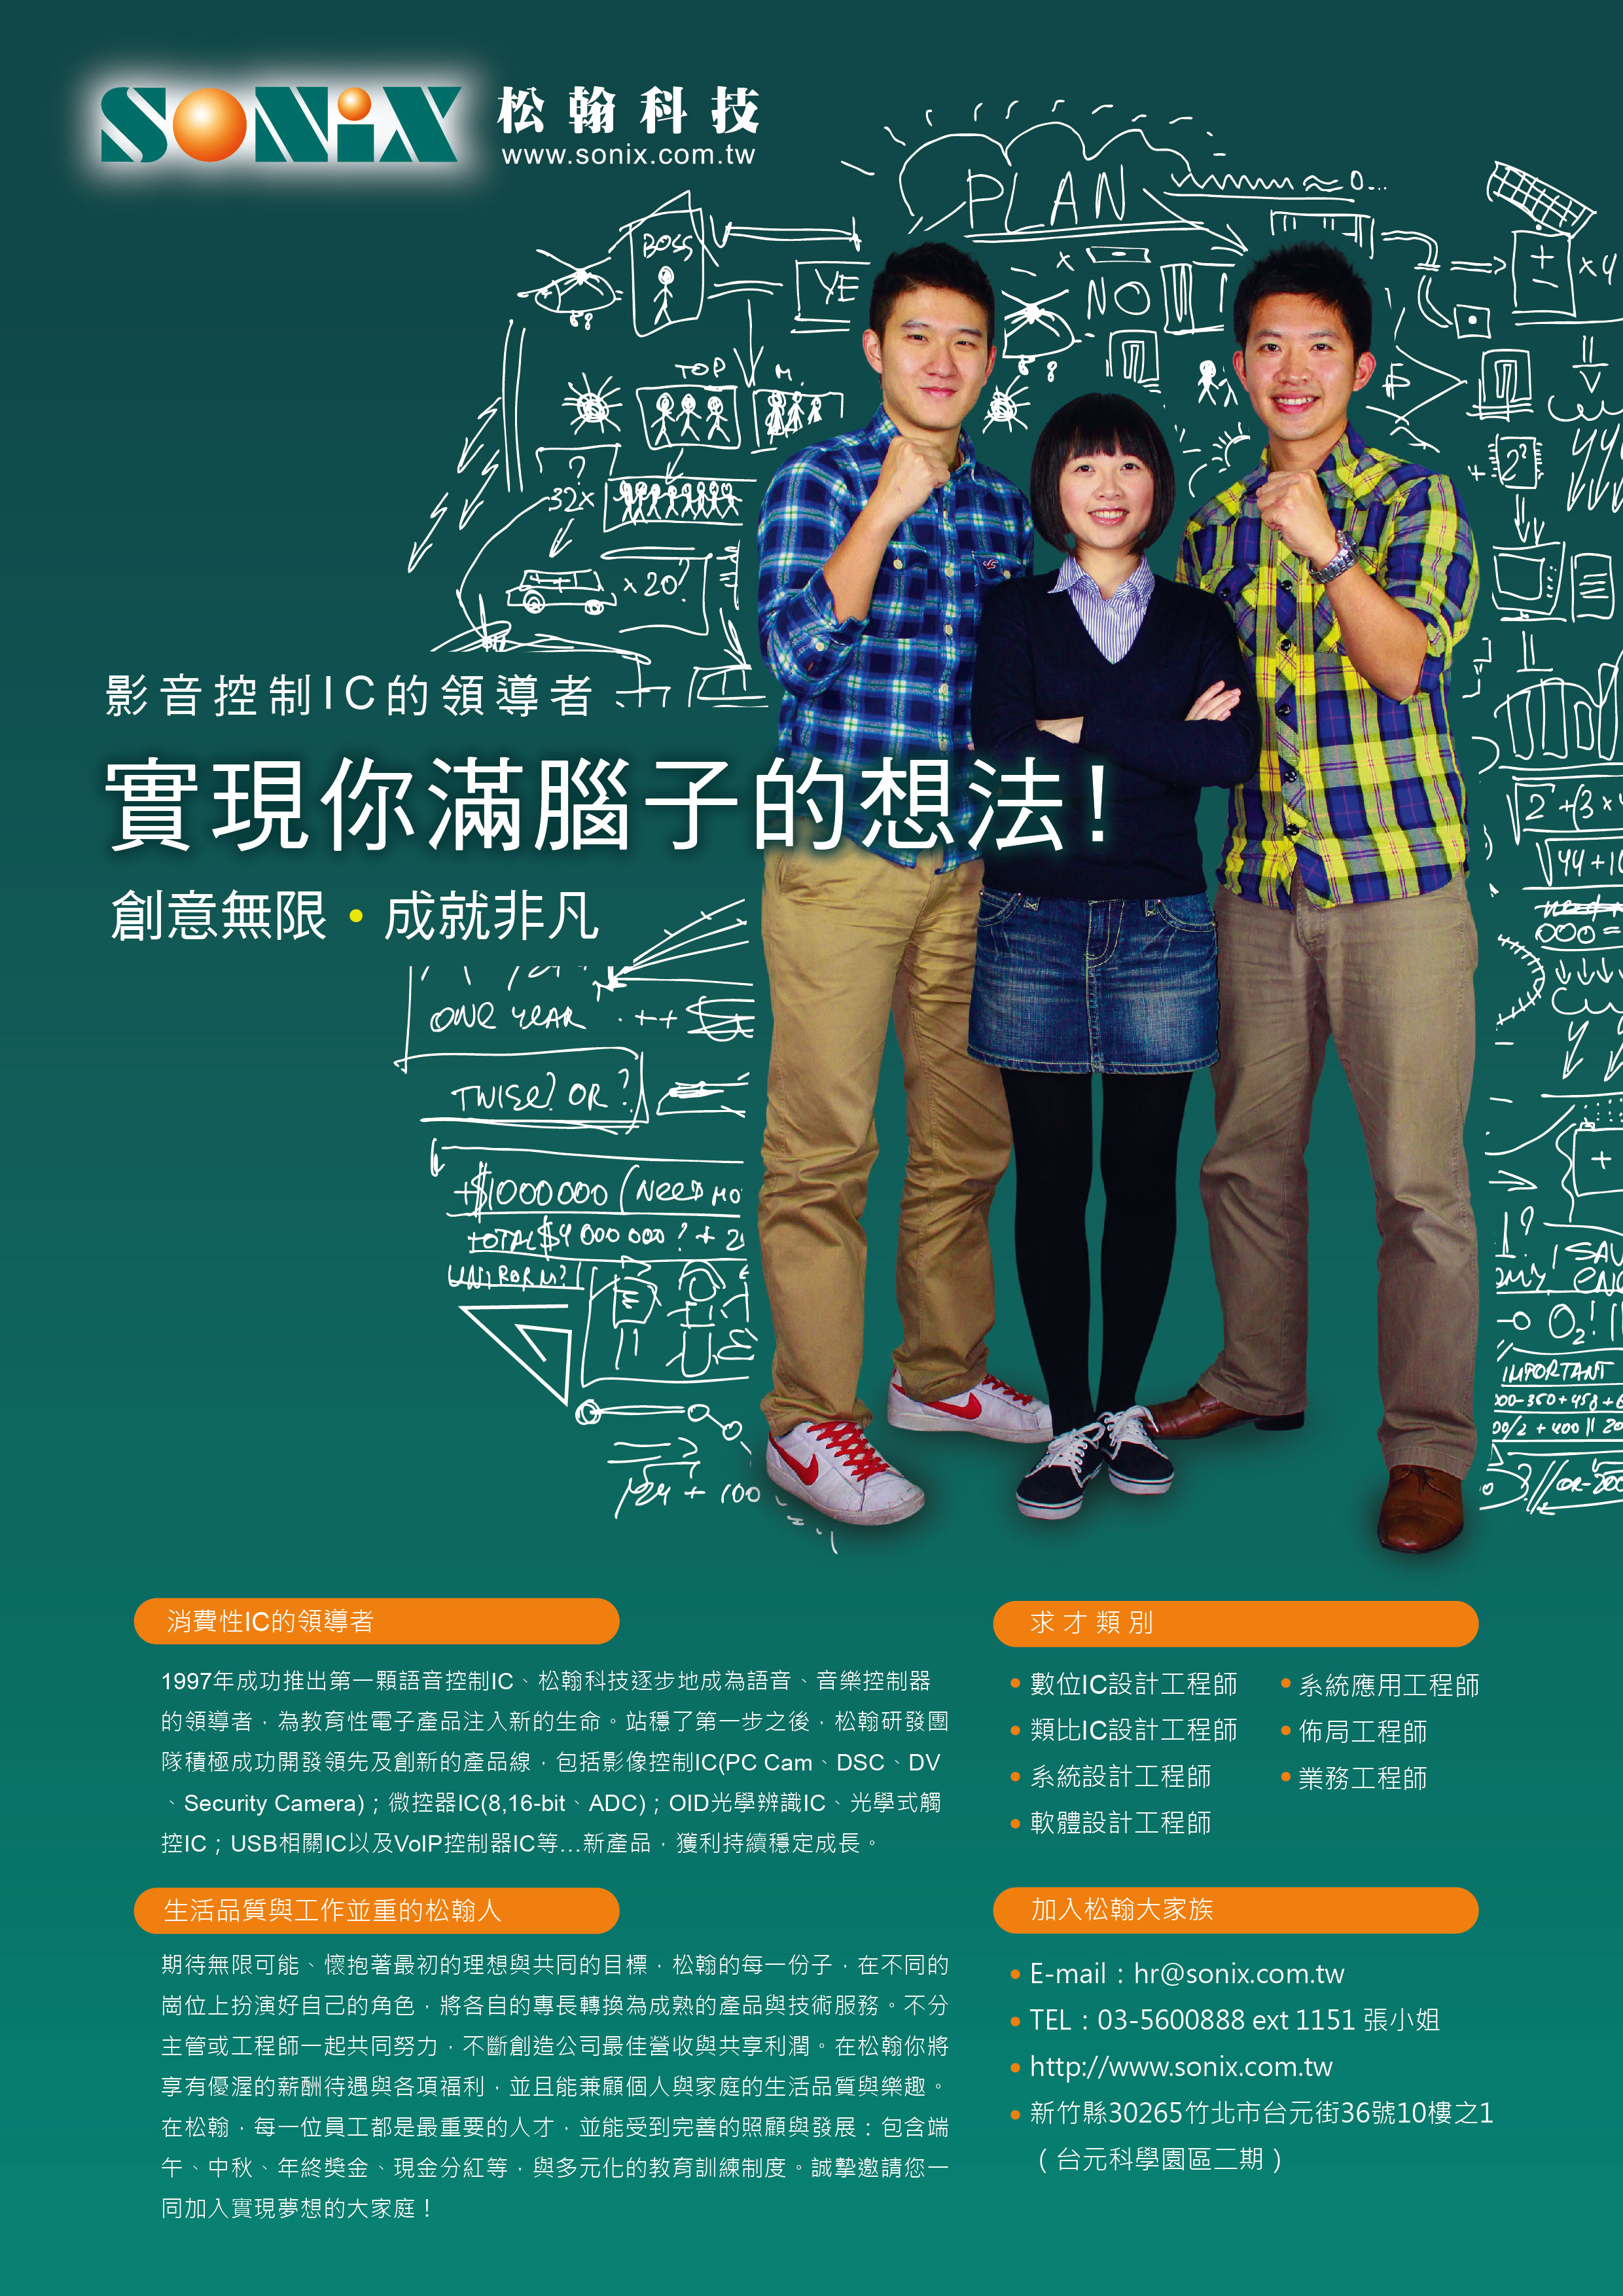 SONiX 松翰科技
www.sonix.com.tw
PLAN
BOSS
YE
NO
x4
TOP
M.
32x
?
2?
x20?
影音控制IC的領導者
實現你滿腦子的想法！
創意無限・成就非凡
ONE YEAR
TWISE? OR?
+$1000000 (NEED MO
TOTAL $4 000 000? + 2
UNIFORM?
+ 100
O2!
IMPORTANT
消費性IC的領導者
1997年成功推出第一顆語音控制IC、松翰科技逐步地成為語音、音樂控制器
的領導者，為教育性電子產品注入新的生命。站穩了第一步之後，松翰研發團
隊積極成功開發領先及創新的產品線，包括影像控制IC(PC Cam、DSC、DV
、Security Camera)；微控器IC(8,16-bit、ADC)；OID光學辨識IC、光學式觸
控IC；USB相關IC以及VoIP控制器IC等...新產品，獲利持續穩定成長。
生活品質與工作並重的松翰人
期待無限可能、懷抱著最初的理想與共同的目標，松翰的每一份子，在不同的
崗位上扮演好自己的角色，將各自的專長轉換為成熟的產品與技術服務。不分
主管或工程師一起共同努力，不斷創造公司最佳營收與共享利潤。在松翰你將
享有優渥的薪酬待遇與各項福利，並且能兼顧個人與家庭的生活品質與樂趣。
在松翰，每一位員工都是最重要的人才，並能受到完善的照顧與發展：包含端
午、中秋、年終獎金、現金分紅等，與多元化的教育訓練制度。誠摯邀請您一
同加入實現夢想的大家庭！
求才類別
• 數位IC設計工程師
• 類比IC設計工程師
• 系統設計工程師
• 軟體設計工程師
• 系統應用工程師
• 佈局工程師
• 業務工程師
加入松翰大家族
• E-mail：hr@sonix.com.tw
• TEL：03-5600888 ext 1151 張小姐
• http://www.sonix.com.tw
• 新竹縣30265竹北市台元街36號10樓之1
（台元科學園區二期）